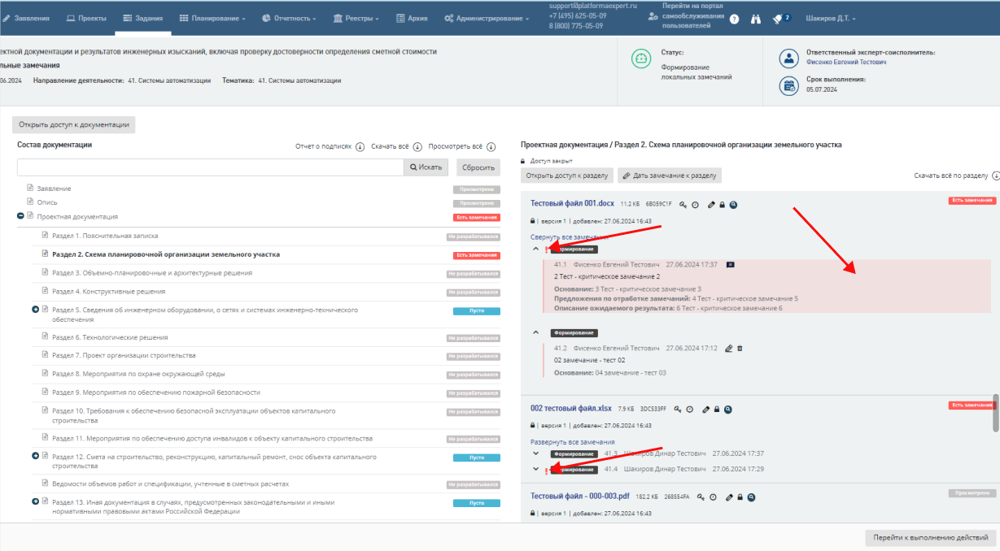 Заявления
Проекты
Задания
Планирование
Отчетность
Реестры
Архив
Администрирование
support@platformaexpert.ru
+7 (495) 625-05-09
8 (800) 775-05-09
Перейти на портал
самообслуживания
пользователей
?
2
Шакиров Д.Т.
ектной документации и результатов инженерных изысканий, включая проверку достоверности определения сметной стоимости
льные замечания
06.2024 Направление деятельности: 41. Системы автоматизации Тематика: 41. Системы автоматизации
Статус:
Формирование
локальных замечаний
Ответственный эксперт-соисполнитель:
Фисенко Евгений Тестович
Срок выполнения:
05.07.2024
Открыть доступ к документации
Состав документации
Отчет о подписях Скачать всё Просмотреть всё
Искать Сбросить
Заявление Просмотрено
Опись Просмотрено
Проектная документация Есть замечания
Раздел 1. Пояснительная записка Не разрабатывался
Раздел 2. Схема планировочной организации земельного участка Есть замечания
Раздел 3. Объемно-планировочные и архитектурные решения Не разрабатывался
Раздел 4. Конструктивные решения Не разрабатывался
Раздел 5. Сведения об инженерном оборудовании, о сетях и системах инженерно-технического
обеспечения Пусто
Раздел 6. Технологические решения Не разрабатывался
Раздел 7. Проект организации строительства Не разрабатывался
Раздел 8. Мероприятия по охране окружающей среды Не разрабатывался
Раздел 9. Мероприятия по обеспечению пожарной безопасности Не разрабатывался
Раздел 10. Требования к обеспечению безопасной эксплуатации объектов капитального
строительства Не разрабатывался
Раздел 11. Мероприятия по обеспечению доступа инвалидов к объекту капитального строительства Не разрабатывался
Раздел 12. Смета на строительство, реконструкцию, капитальный ремонт, снос объекта капитального
строительства Пусто
Ведомости объемов работ и спецификации, учтенные в сметных расчетах Не разрабатывался
Раздел 13. Иная документация в случаях, предусмотренных законодательными и иными
нормативными правовыми актами Российской Федерации Пусто
Проектная документация / Раздел 2. Схема планировочной организации земельного участка
Доступ закрыт
Открыть доступ к разделу Дать замечание к разделу Скачать всё по разделу
Тестовый файл 001.docx 11,2 КБ 6B059C1F Есть замечания
| версия 1 | добавлен: 27.06.2024 16:43
Свернуть все замечания
! Формирование
41.1 Фисенко Евгений Тестович 27.06.2024 17:37
2 Тест - критическое замечание 2
Основание: 3 Тест - критическое замечание 3
Предложения по отработке замечаний: 4 Тест - критическое замечание 5
Описание ожидаемого результата: 6 Тест - критическое замечание 6
Формирование
41.2 Фисенко Евгений Тестович 27.06.2024 17:12
02 замечание - тест 02
Основание: 04 замечание - тест 03
002 тестовый файл.xlsx 7.9 КБ 3DC533FF Есть замечания
| версия 1 | добавлен: 27.06.2024 16:43
Развернуть все замечания
Формирование 41.3 Шакиров Динар Тестович 27.06.2024 17:37
! Формирование 41.4 Шакиров Динар Тестович 27.06.2024 17:29
Тестовый файл - 000-003.pdf 182.2 КБ 268554FA Просмотрено
| версия 1 | добавлен: 27.06.2024 16:43
Перейти к выполнению действий